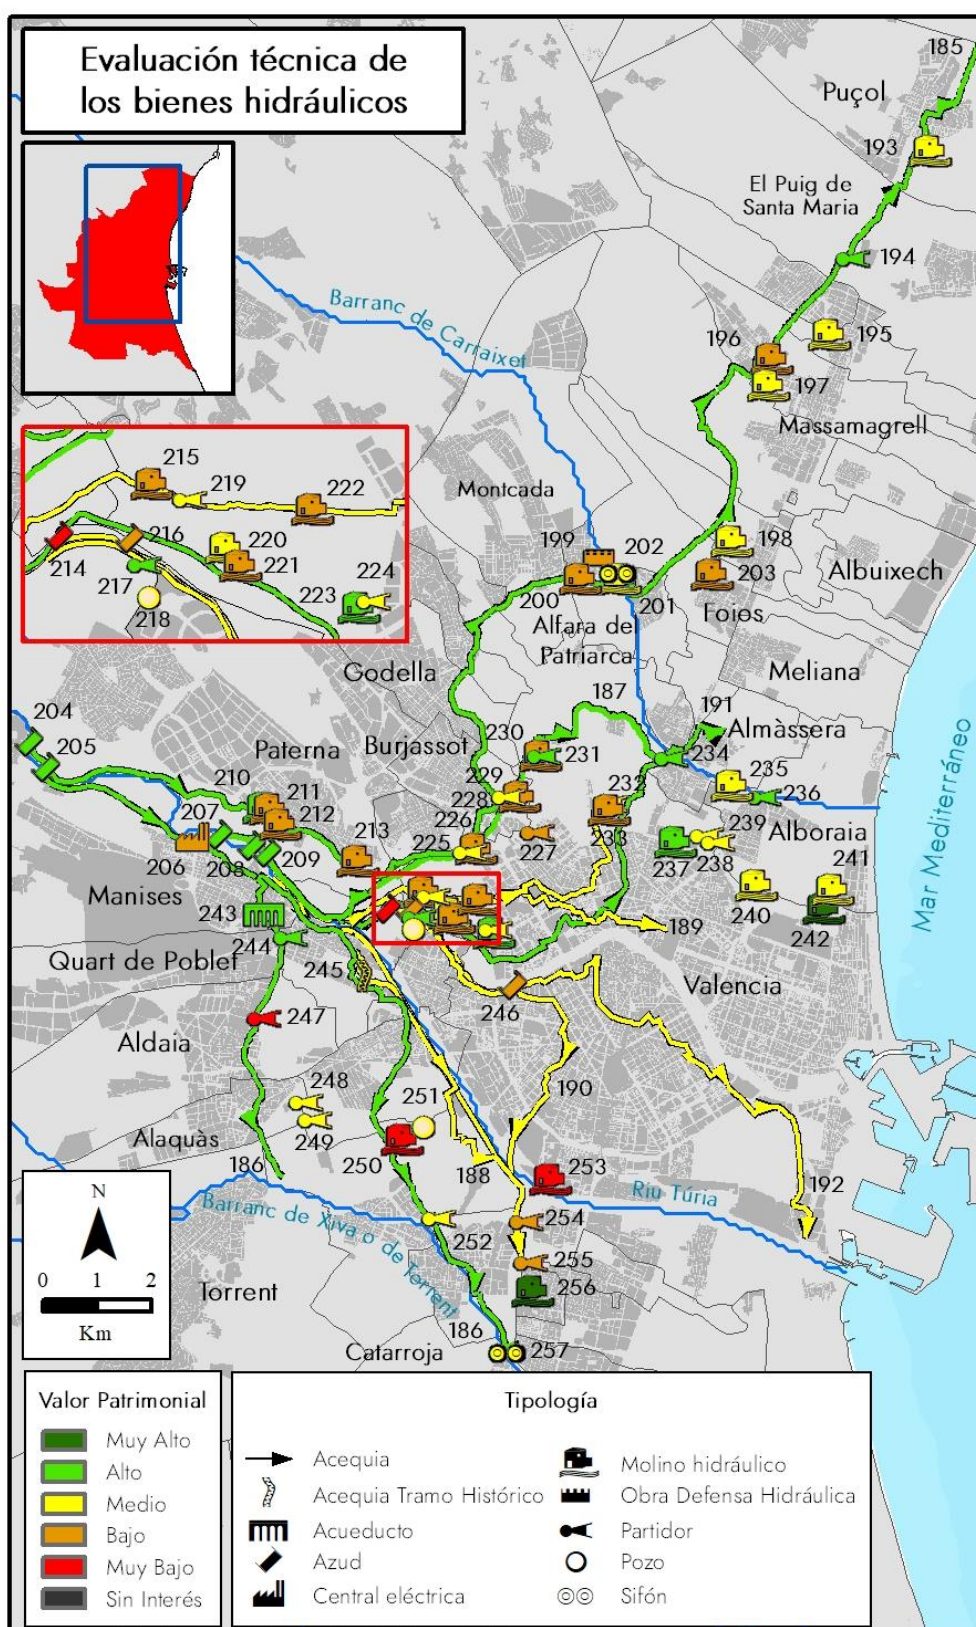 Evaluación técnica de
los bienes hidráulicos
185
Puçol
193
El Puig de
Santa Maria
194
Barranc de Carraixet
196
195
197
Massamagrell
215
219
222
Montcada
216
220
199
202
198
214
221
217
224
203
Albuixech
223
200
201
218
Foios
Alfara del
Patriarca
Godella
Meliana
187
191
204
Almàssera
205
Paterna
Burjassot
230
231
234
210
229
235
207
211
228
232
236
212
226
239
Alboraia
206
208
209
213
225
227
233
237
238
241
Manises
240
243
189
242
244
Quart de Poblet
245
Valencia
246
Mar Mediterráneo
247
Aldaia
248
251
190
249
Alaquàs
250
186
188
253
192
Riu Túria
Barranc de Xiva o de Torrent
254
252
255
Torrent
256
186
Catarroja
257
N
0 1 2
Km
Valor Patrimonial
Muy Alto
Alto
Medio
Bajo
Muy Bajo
Sin Interés
Tipología
Acequia
Acequia Tramo Histórico
Acueducto
Azud
Central eléctrica
Molino hidráulico
Obra Defensa Hidráulica
Partidor
Pozo
Sifón